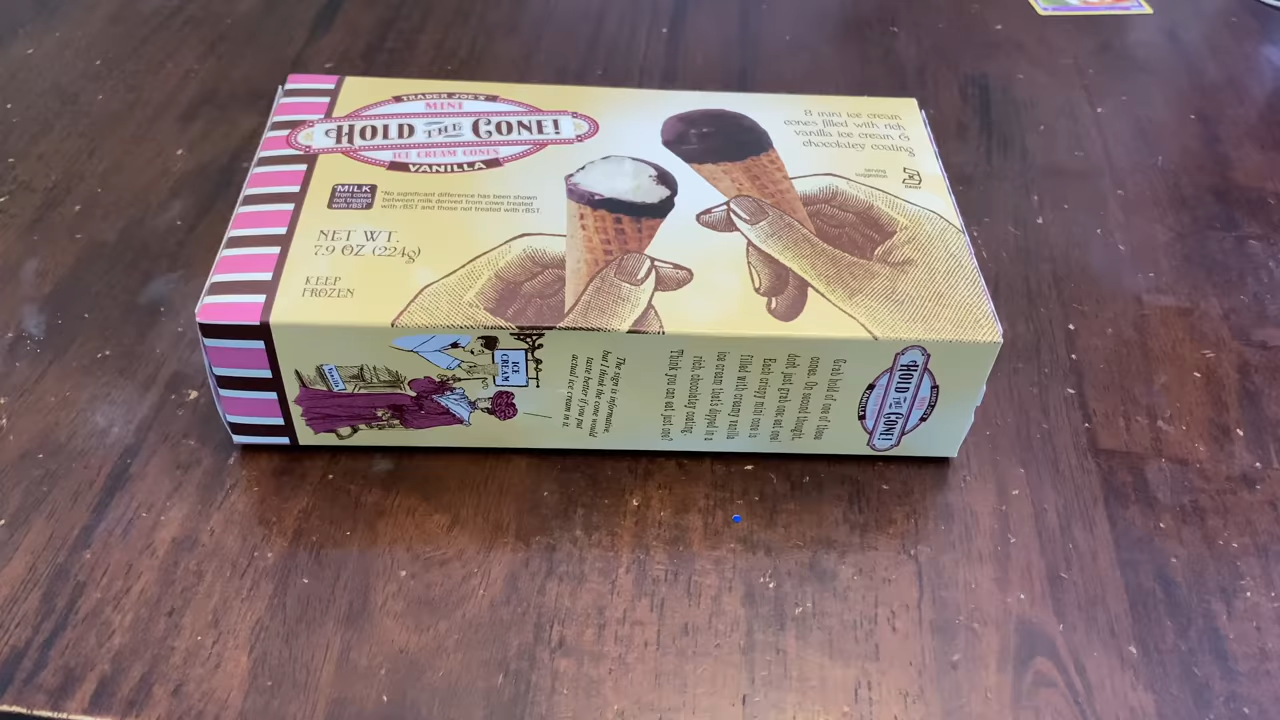 TRADER JOE'S
MINI
HOLD THE CONE!
ICE CREAM CONES
VANILLA
8 mini ice cream
cones filled with rich
vanilla ice cream &
chocolatey coating
serving
suggestion
DAIRY
*MILK
from cows
not treated
with rBST
*No significant difference has been shown
between milk derived from cows treated
with rBST and those not treated with rBST.
NET WT.
7.9 OZ (224g)
KEEP
FROZEN
Vanilla
ICE
CREAM
The sign is informative,
but I think the cone would
taste better if you put
actual ice cream in it.
Grab hold of one of these
cones. On second thought,
don't just grab one, eat one!
Each crispy mini cone is
filled with creamy vanilla
ice cream that's dipped in a
rich, chocolatey coating.
Think you can eat just one?
TRADER JOE'S
MINI
HOLD THE CONE!
VANILLA